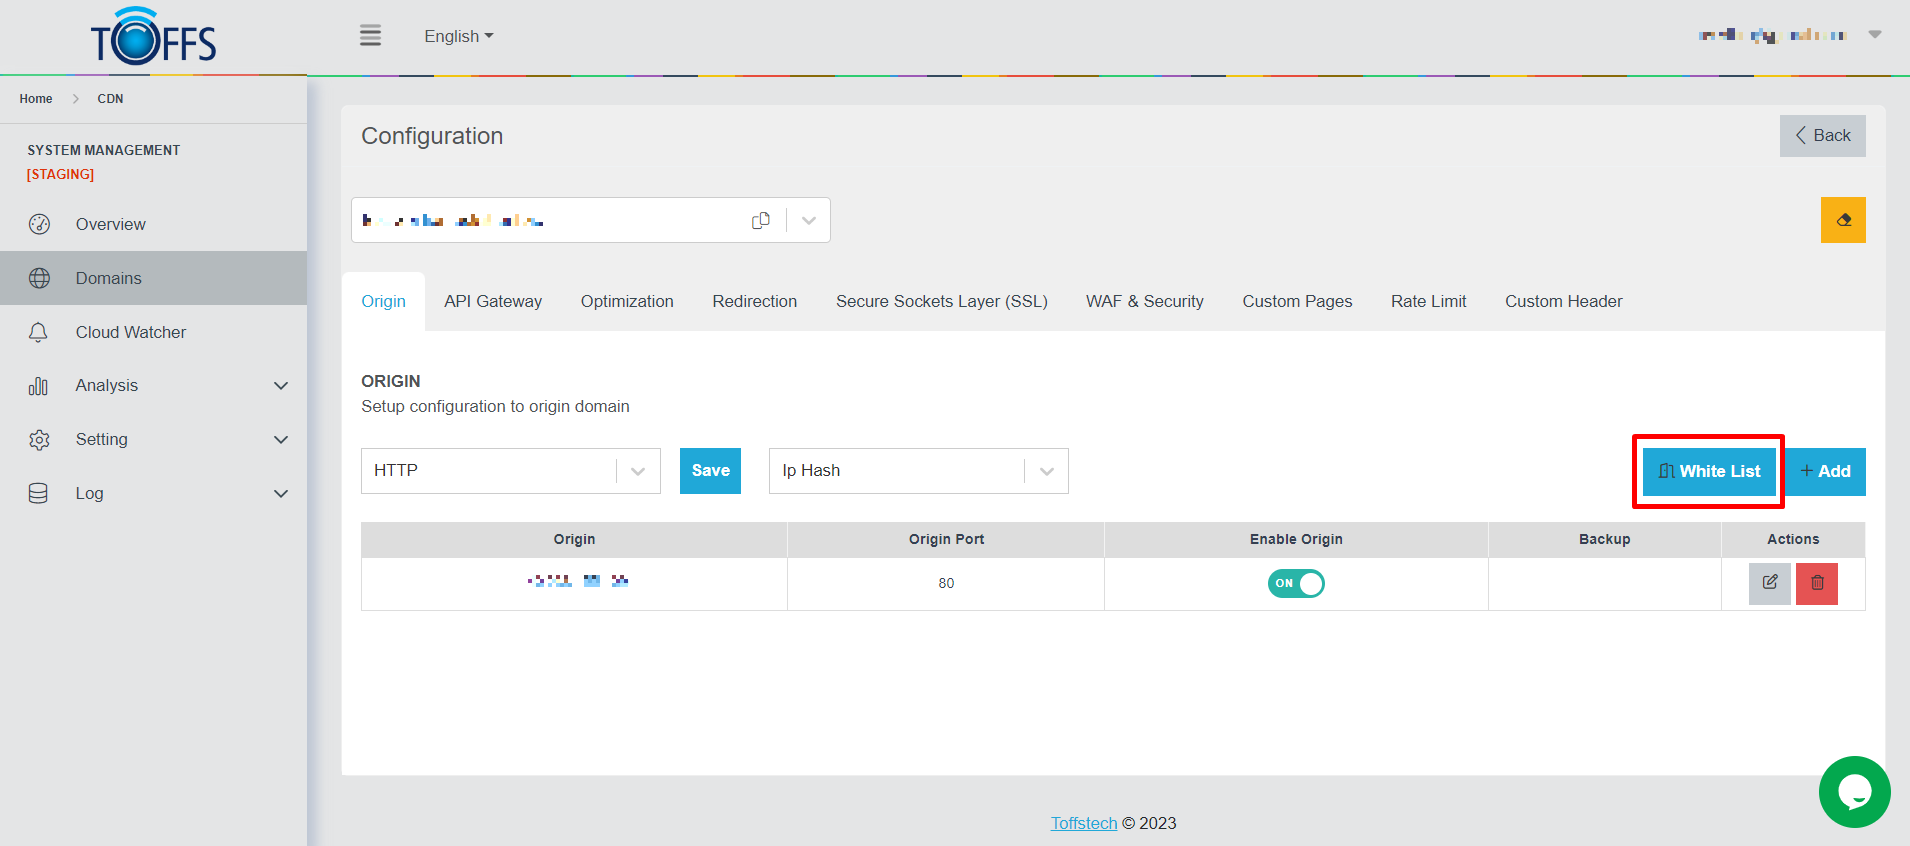 TOFFS
English
Home > CDN
SYSTEM MANAGEMENT
[STAGING]
Overview
Domains
Cloud Watcher
Analysis
Setting
Log
Configuration
Back
Origin API Gateway Optimization Redirection Secure Sockets Layer (SSL) WAF & Security Custom Pages Rate Limit Custom Header
ORIGIN
Setup configuration to origin domain
HTTP Save Ip Hash White List + Add
Origin Origin Port Enable Origin Backup Actions
80 ON
Toffstech © 2023